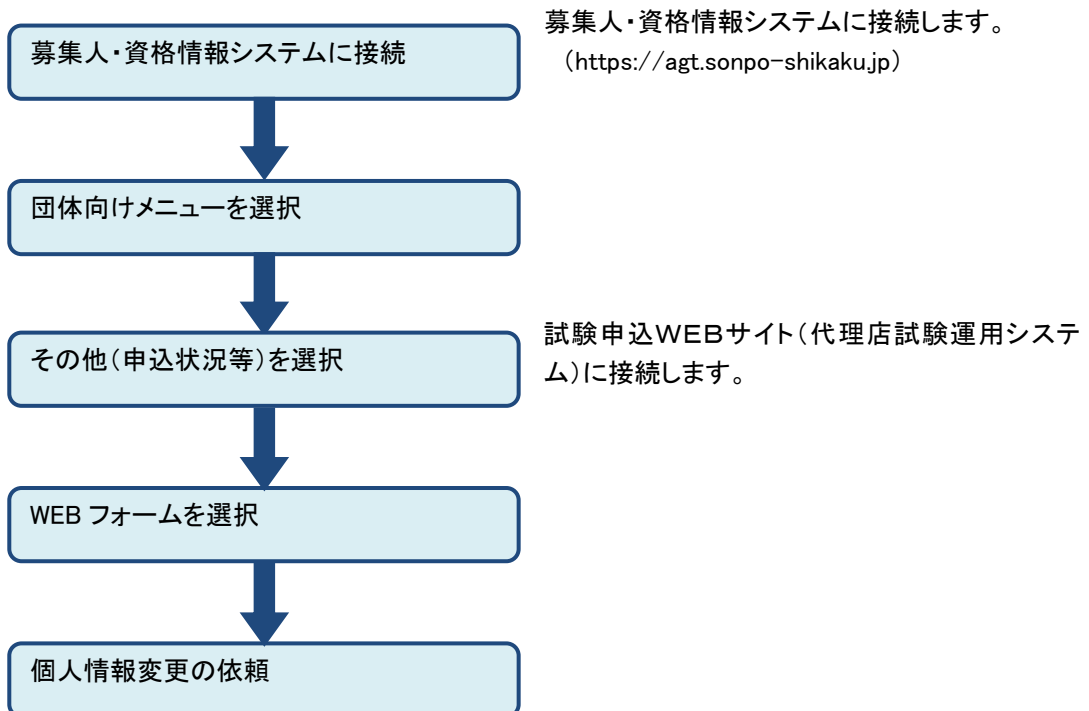 募集人・資格情報システムに接続
募集人・資格情報システムに接続します。
(https://agt.sonpo-shikaku.jp)
団体向けメニューを選択
その他(申込状況等)を選択
試験申込WEBサイト(代理店試験運用システ
ム)に接続します。
WEB フォームを選択
個人情報変更の依頼